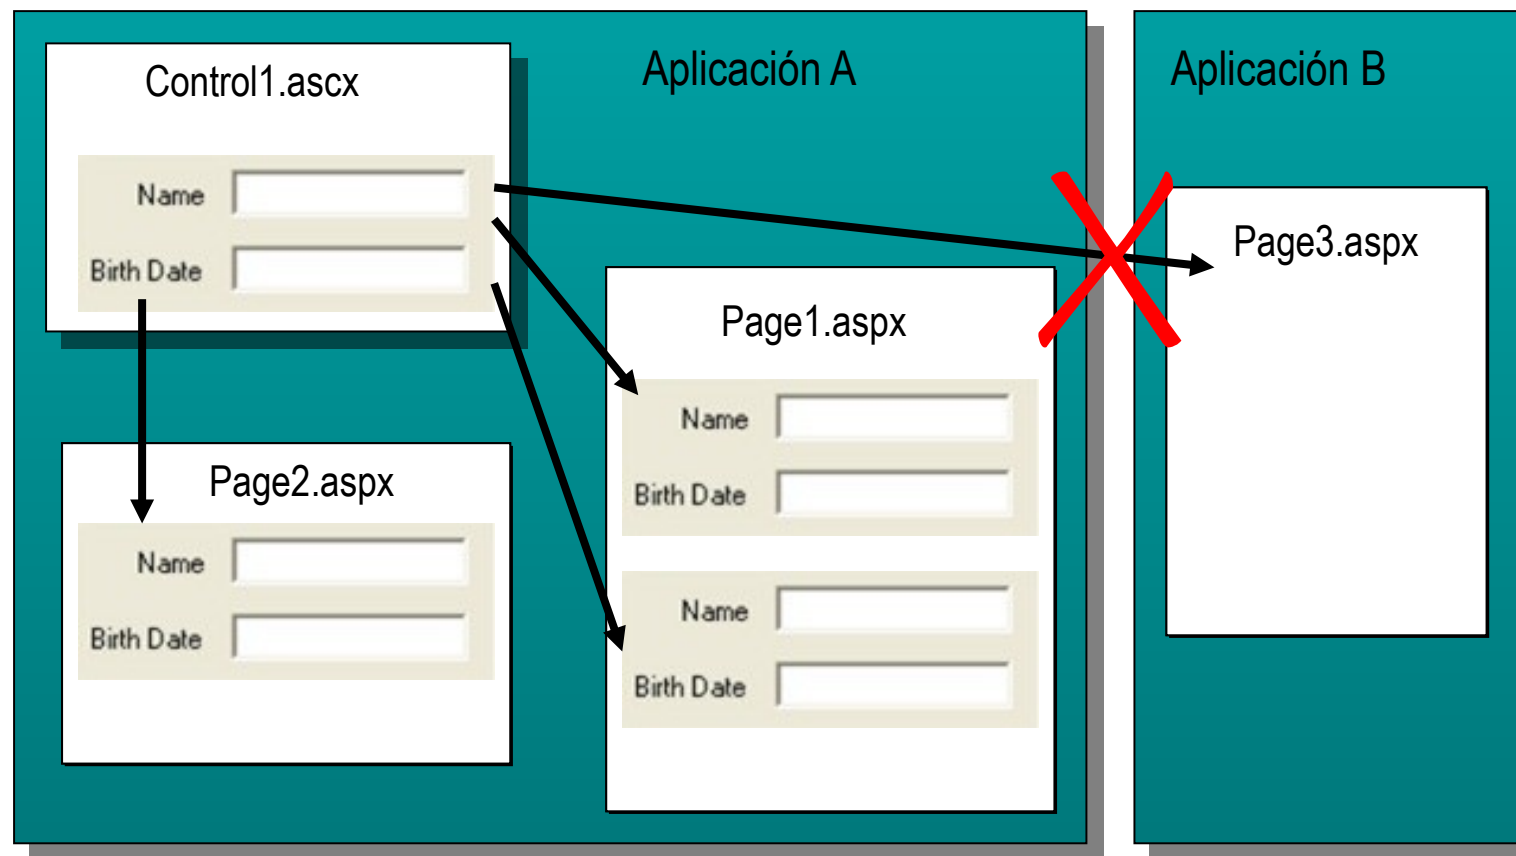 Control1.ascx
Name
Birth Date
Aplicación A
Page2.aspx
Name
Birth Date
Page1.aspx
Name
Birth Date
Name
Birth Date
Aplicación B
Page3.aspx